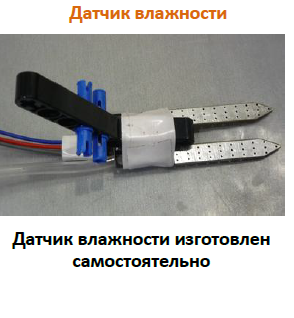 Датчик влажности
Датчик влажности изготовлен
самостоятельно